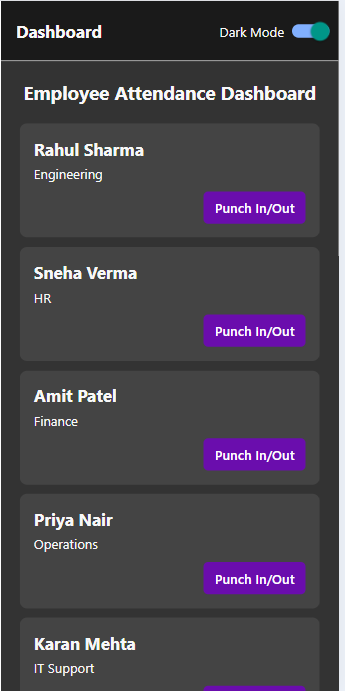 Dashboard
Dark Mode
Employee Attendance Dashboard
Rahul Sharma
Engineering
Punch In/Out
Sneha Verma
HR
Punch In/Out
Amit Patel
Finance
Punch In/Out
Priya Nair
Operations
Punch In/Out
Karan Mehta
IT Support